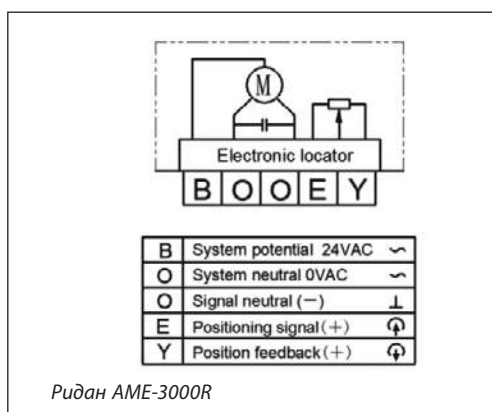 M
Electronic locator
B O O E Y
B System potential 24VAC ∽
O System neutral 0VAC ∽
O Signal neutral (—) ⊥
E Positioning signal(+)
Y Position feedback(+)
Ридан AME-3000R